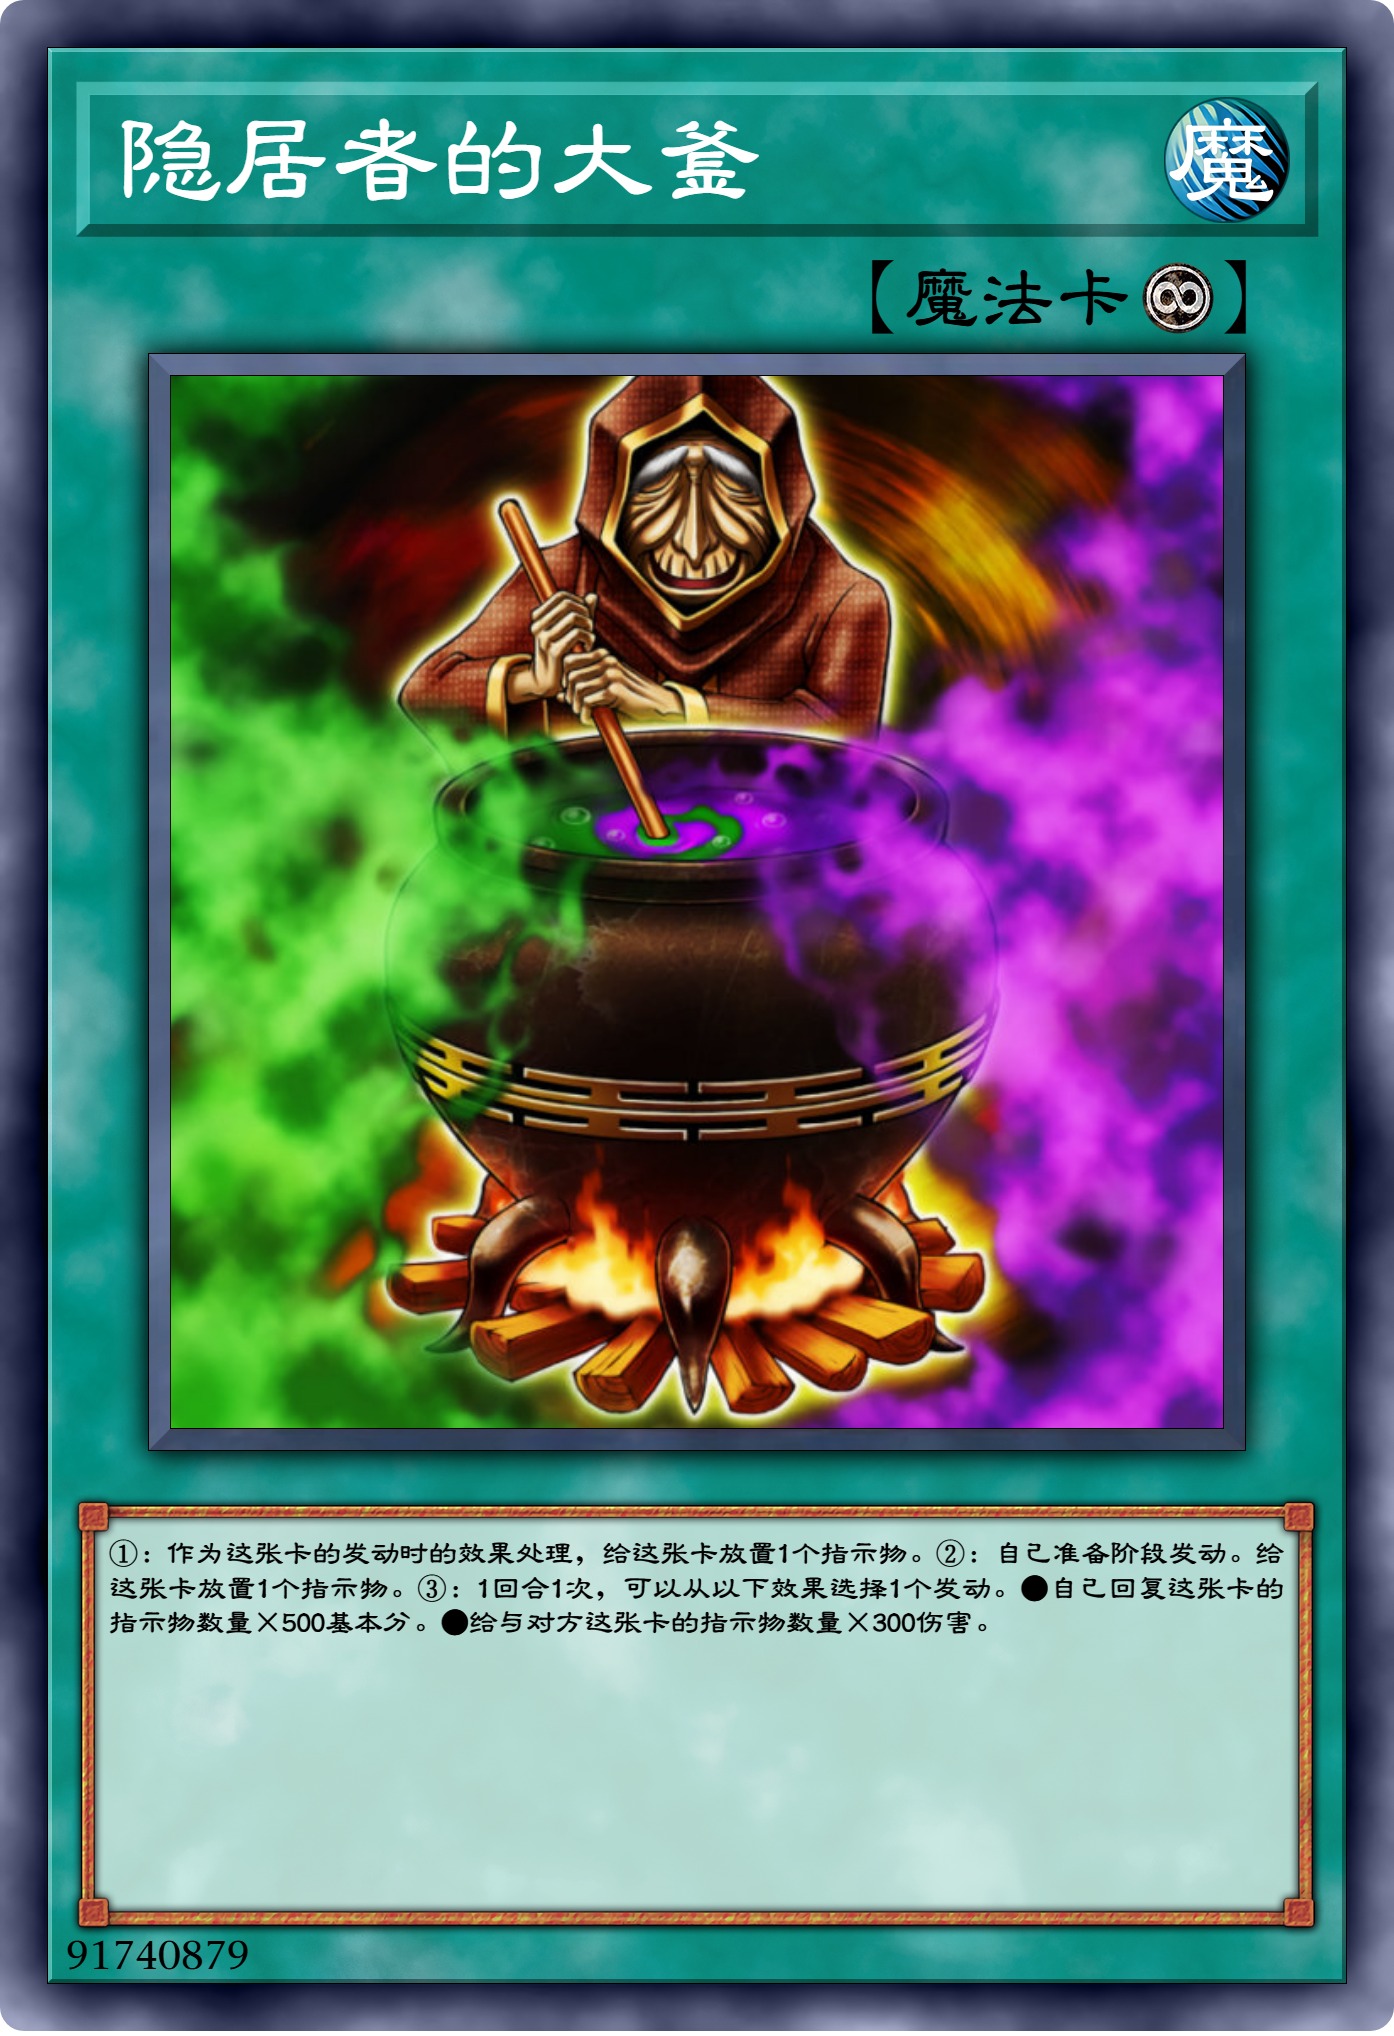 隐居者的大釜
魔
【魔法卡】
①：作为这张卡的发动时的效果处理，给这张卡放置1个指示物。②：自己准备阶段发动。给
这张卡放置1个指示物。③：1回合1次，可以从以下效果选择1个发动。●自己回复这张卡的
指示物数量×500基本分。●给与对方这张卡的指示物数量×300伤害。
91740879